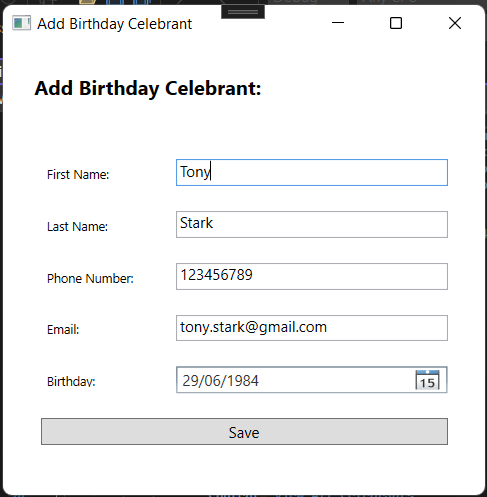 Add Birthday Celebrant
Add Birthday Celebrant:
First Name: Tony
Last Name: Stark
Phone Number: 123456789
Email: tony.stark@gmail.com
Birthday: 29/06/1984 15
Save